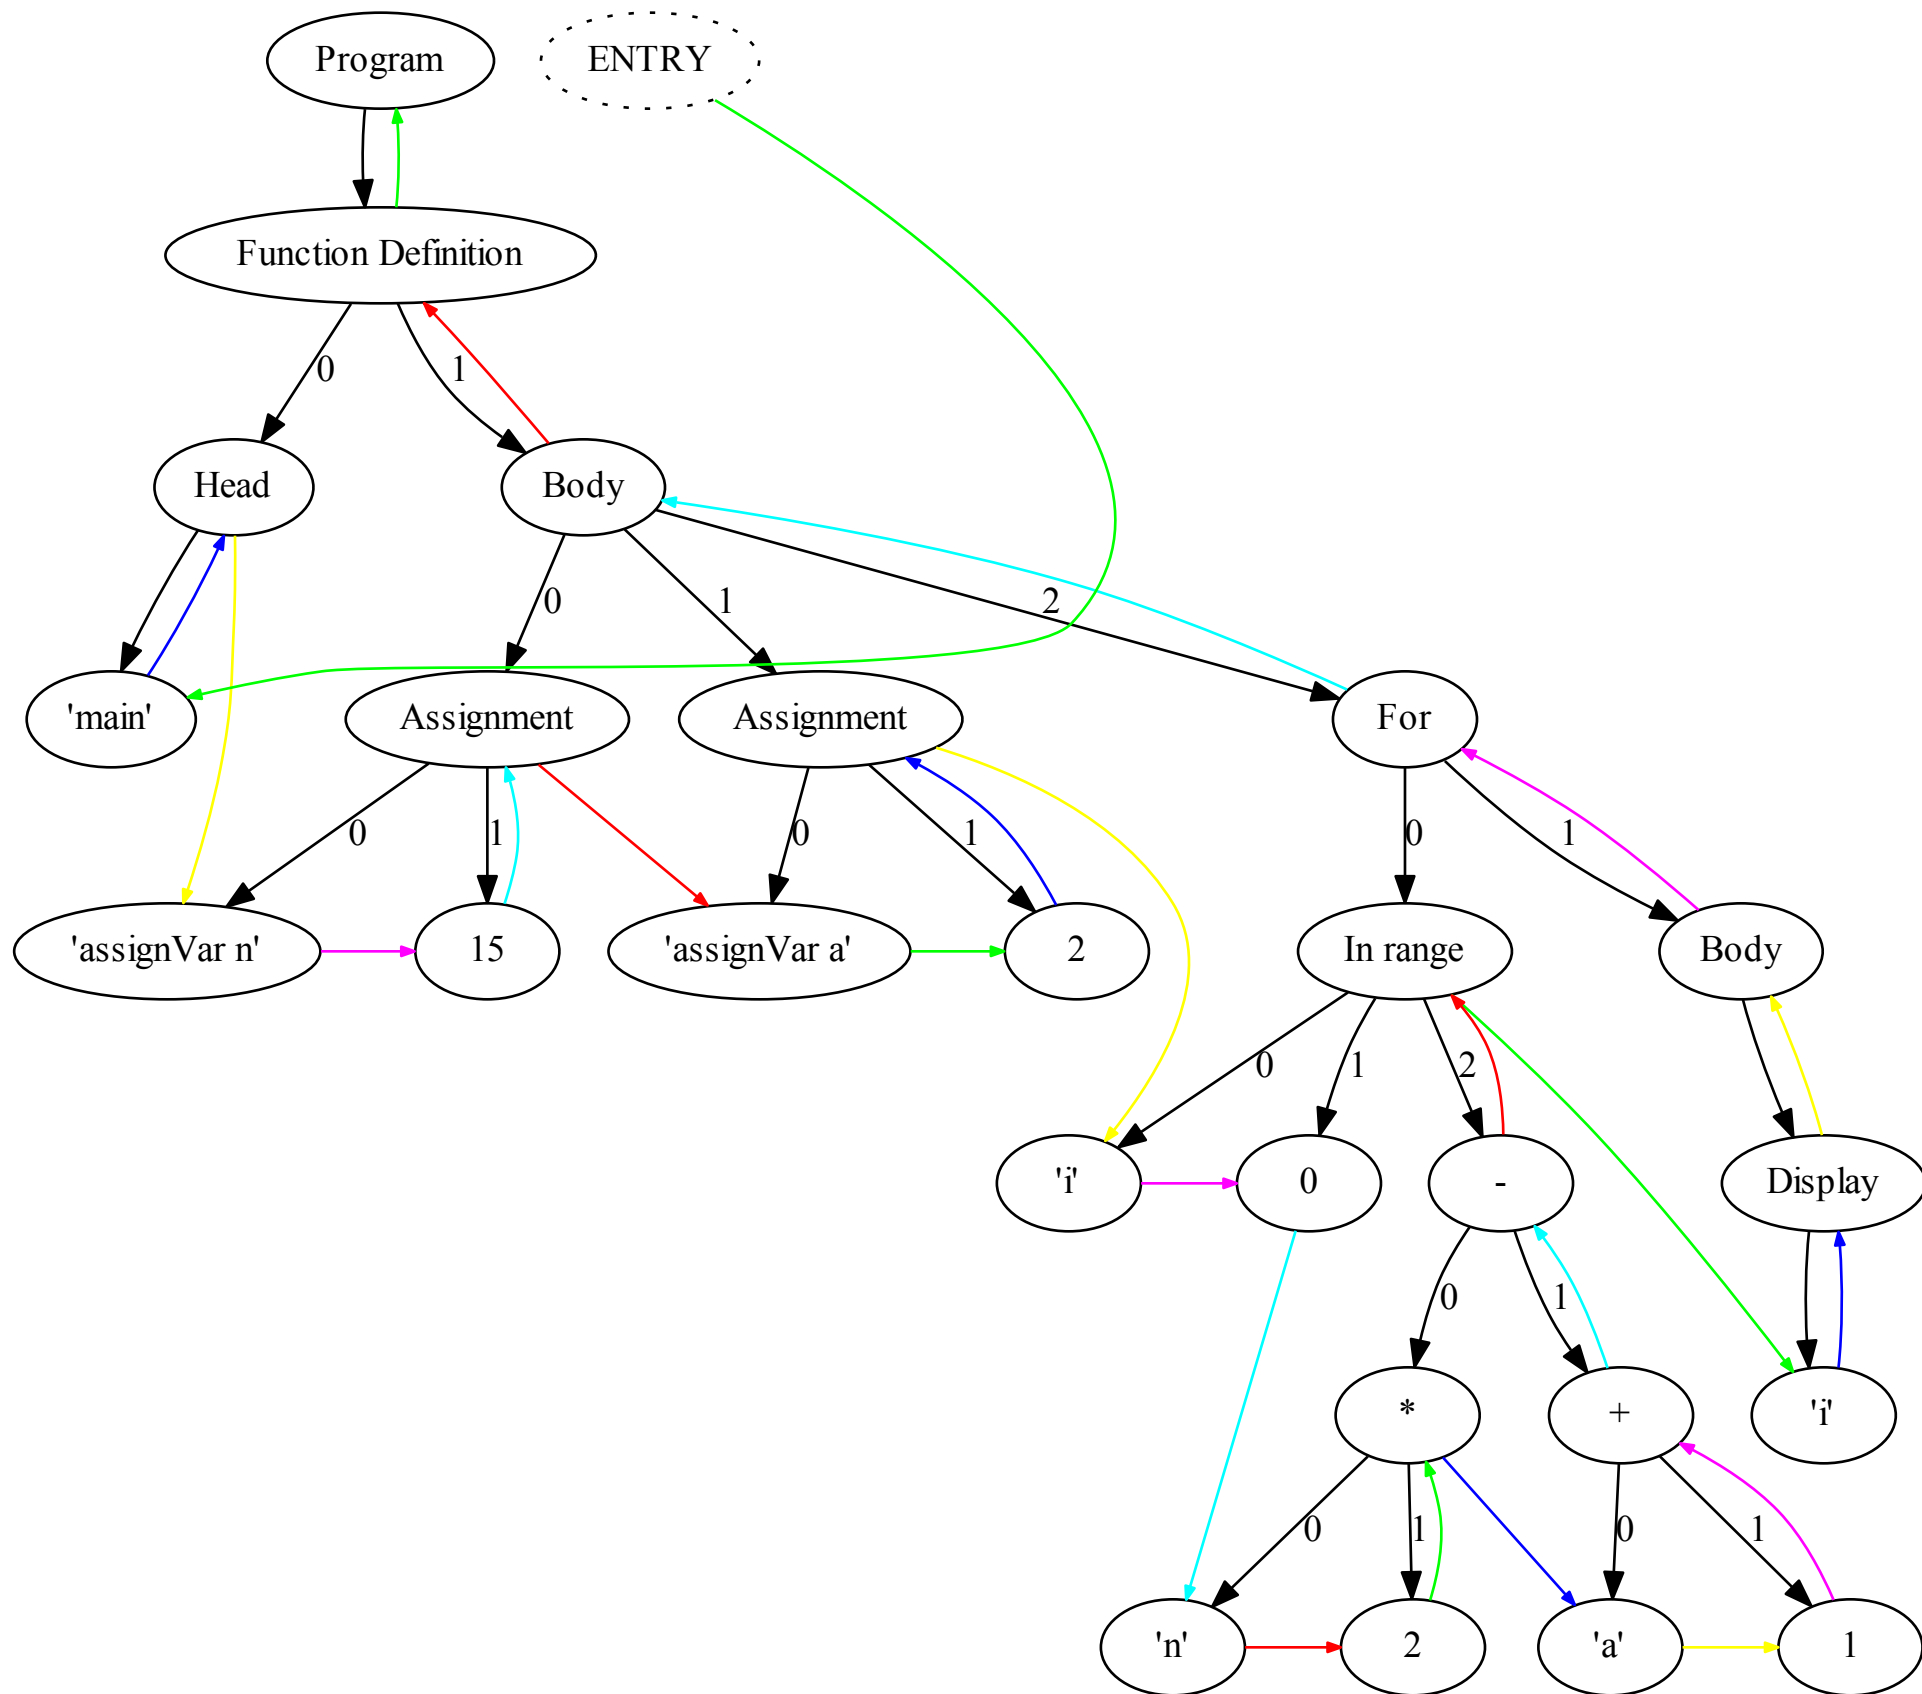 Program
ENTRY
Function Definition
0
1
Head
Body
0
1
2
'main'
Assignment
Assignment
For
0
1
0
1
0
1
'assignVar n'
15
'assignVar a'
2
In range
Body
0
1
2
'i'
0
-
Display
0
1
*
+
'i'
0
1
0
1
'n'
2
'a'
1